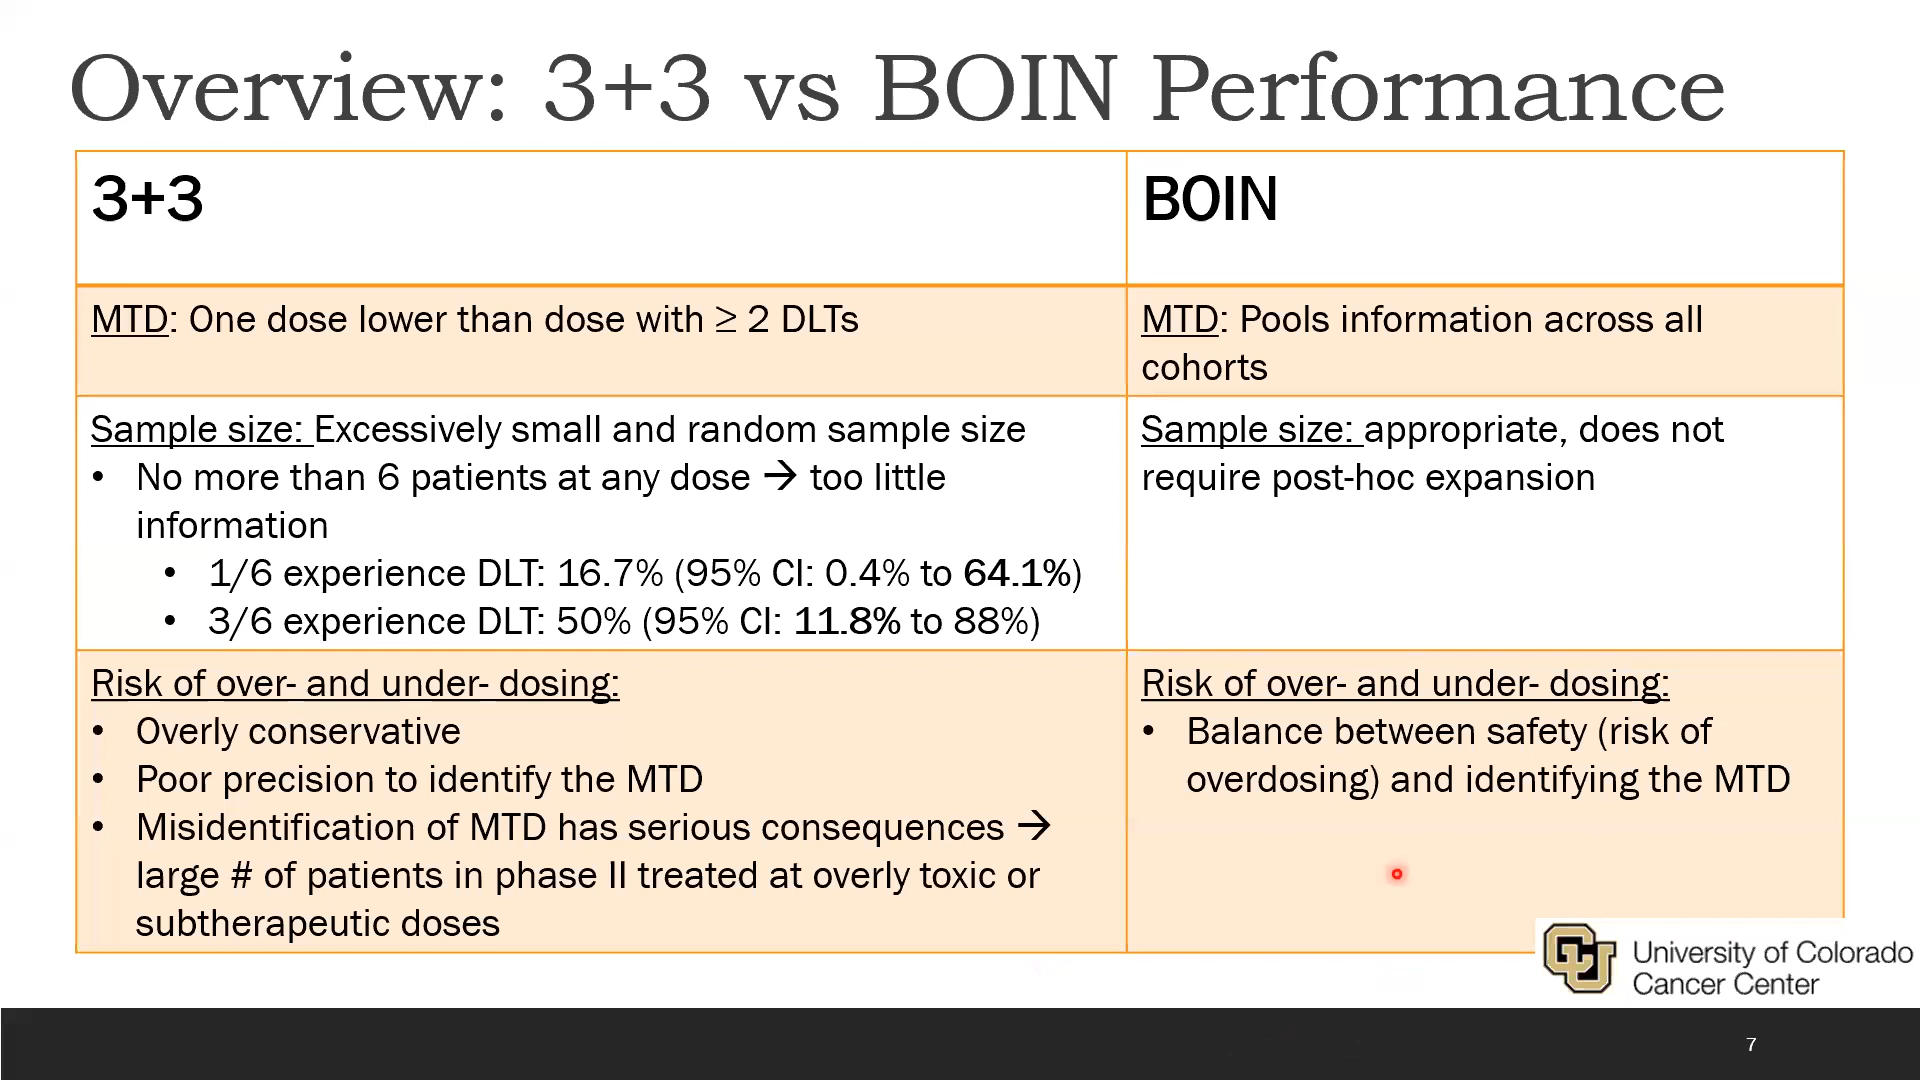 Overview: 3+3 vs BOIN Performance
3+3
BOIN
MTD: One dose lower than dose with ≥ 2 DLTs
MTD: Pools information across all
cohorts
Sample size: Excessively small and random sample size
• No more than 6 patients at any dose → too little
information
• 1/6 experience DLT: 16.7% (95% CI: 0.4% to 64.1%)
• 3/6 experience DLT: 50% (95% CI: 11.8% to 88%)
Sample size: appropriate, does not
require post-hoc expansion
Risk of over- and under- dosing:
• Overly conservative
• Poor precision to identify the MTD
• Misidentification of MTD has serious consequences →
large # of patients in phase II treated at overly toxic or
subtherapeutic doses
Risk of over- and under- dosing:
• Balance between safety (risk of
overdosing) and identifying the MTD
CU
University of Colorado
Cancer Center
7